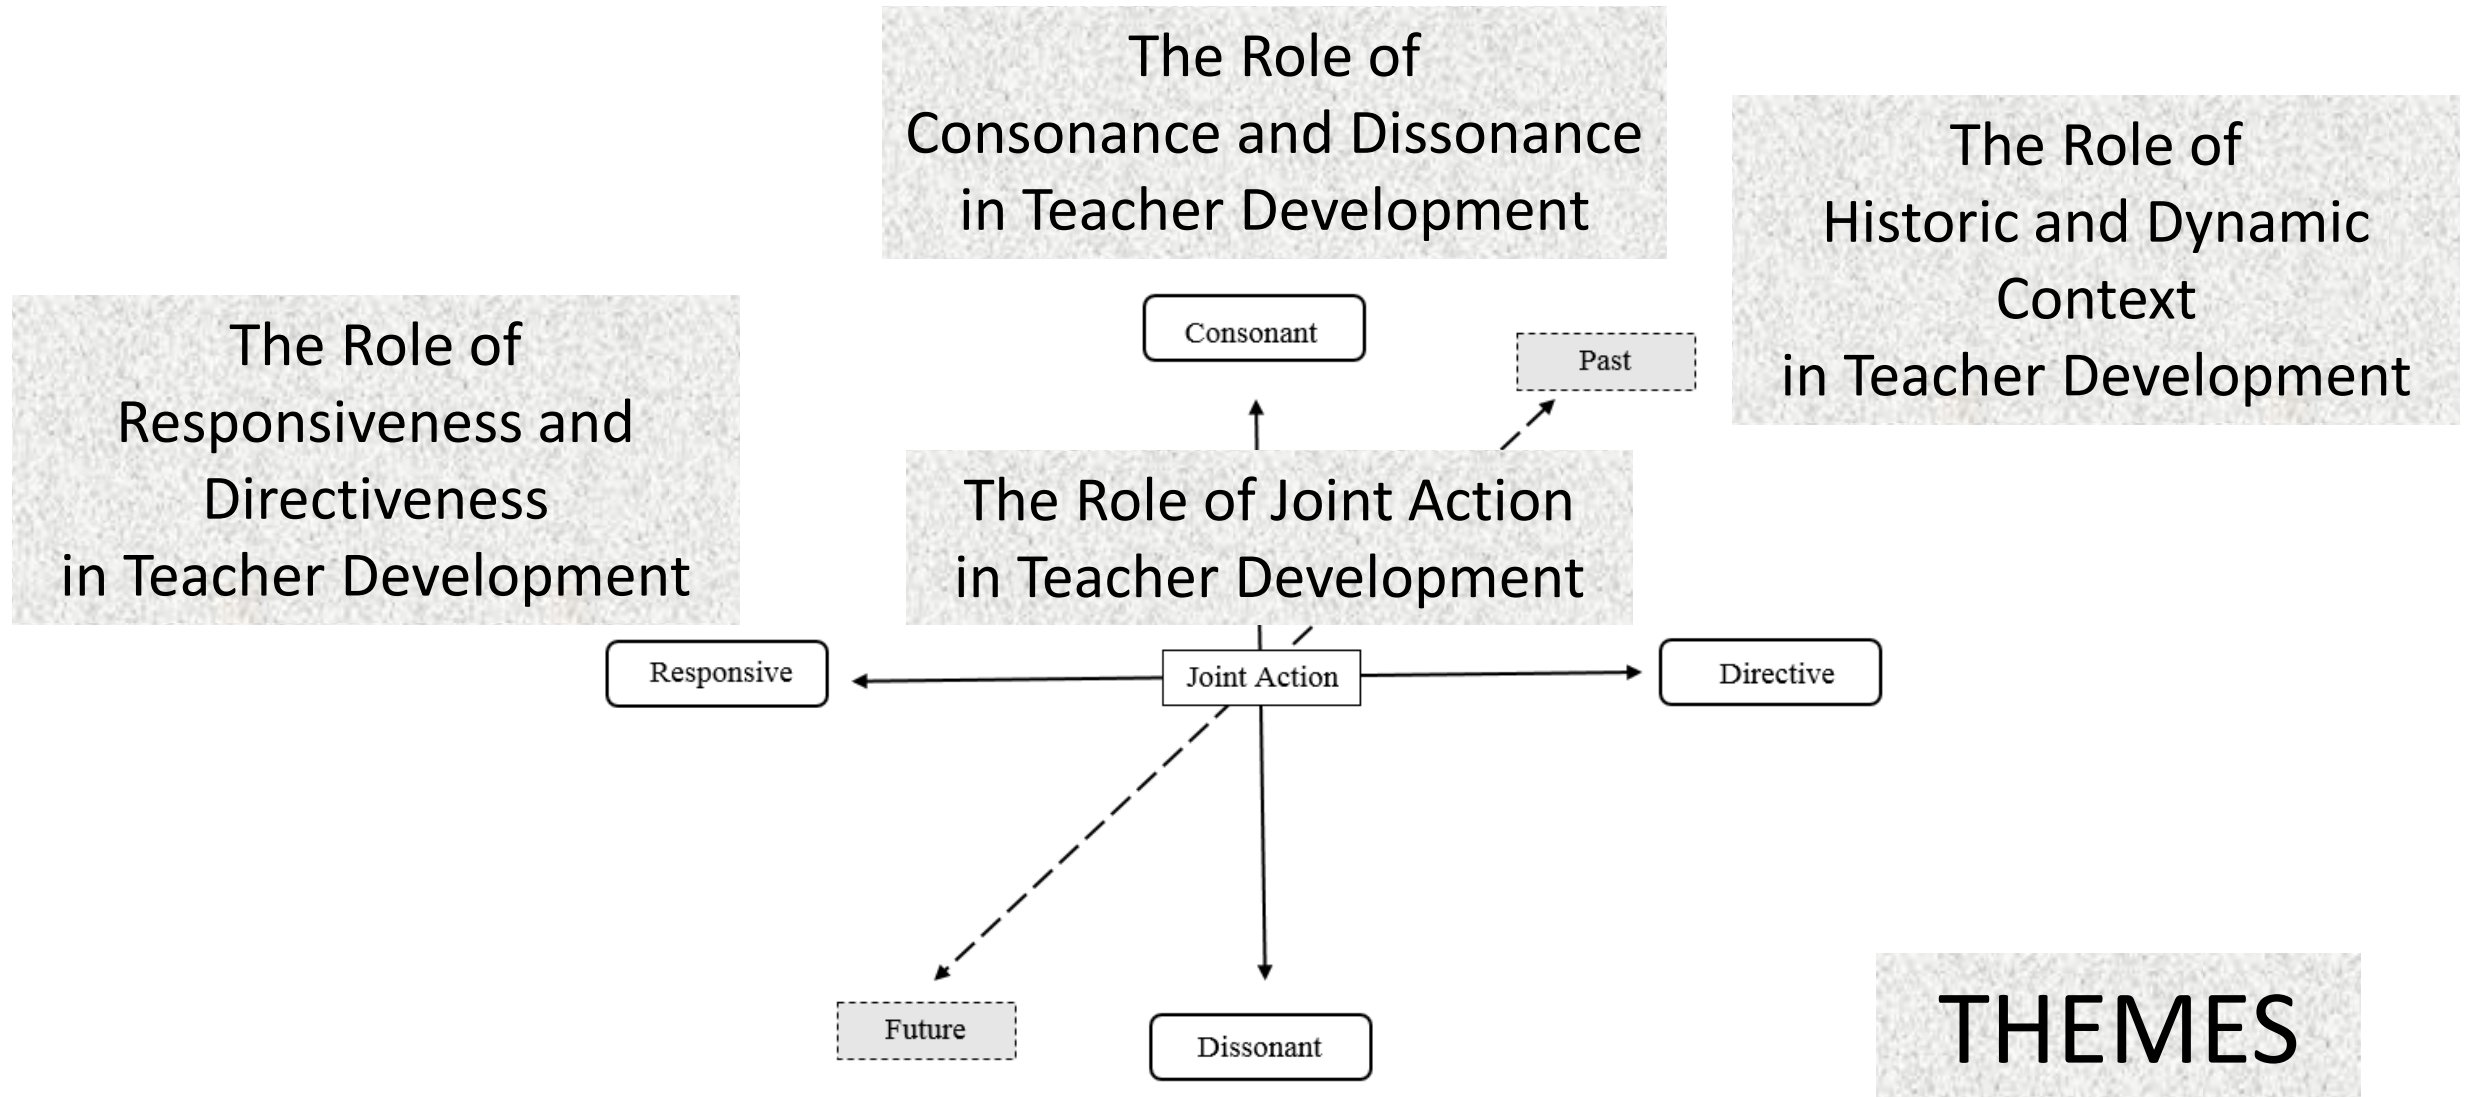 The Role of
Consonance and Dissonance
in Teacher Development
The Role of
Historic and Dynamic
Context
in Teacher Development
The Role of
Responsiveness and
Directiveness
in Teacher Development
Consonant
Past
The Role of Joint Action
in Teacher Development
Responsive
Joint Action
Directive
Future
Dissonant
THEMES